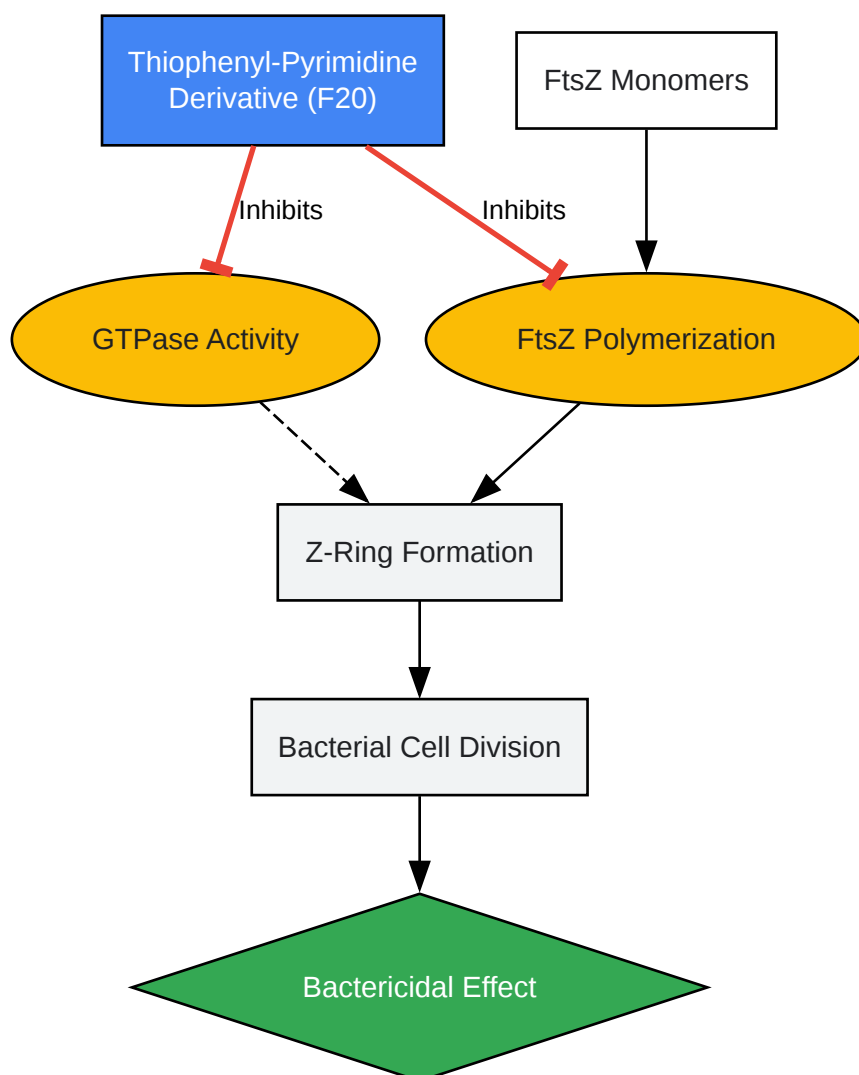 Thiophenyl-Pyrimidine
Derivative (F20)
FtsZ Monomers
Inhibits
Inhibits
GTPase Activity
FtsZ Polymerization
Z-Ring Formation
Bacterial Cell Division
Bactericidal Effect